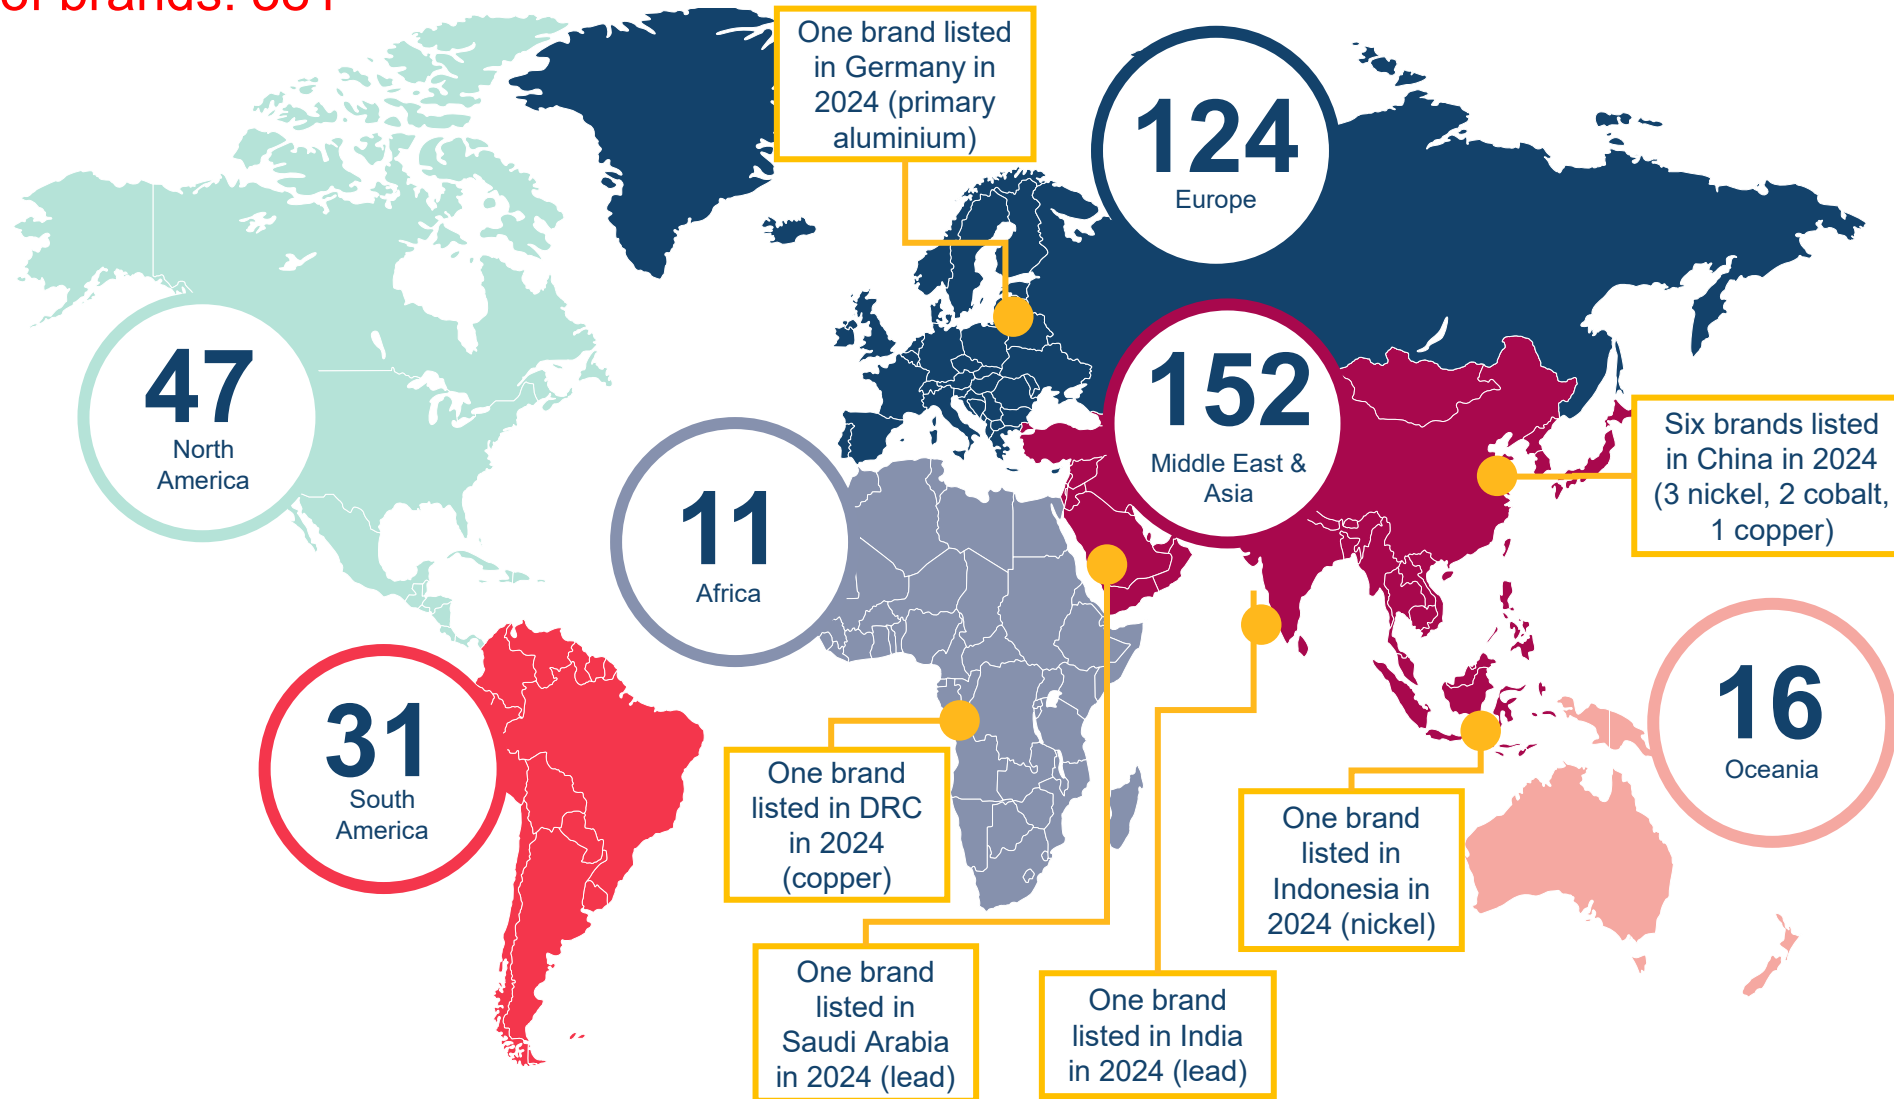 of brands: 381
One brand listed
in Germany in
2024 (primary
aluminium)
124
Europe
47
North
America
152
Middle East &
Asia
Six brands listed
in China in 2024
(3 nickel, 2 cobalt,
1 copper)
11
Africa
31
South
America
16
Oceania
One brand
listed in DRC
in 2024
(copper)
One brand
listed in
Indonesia in
2024 (nickel)
One brand
listed in
Saudi Arabia
in 2024 (lead)
One brand
listed in India
in 2024 (lead)